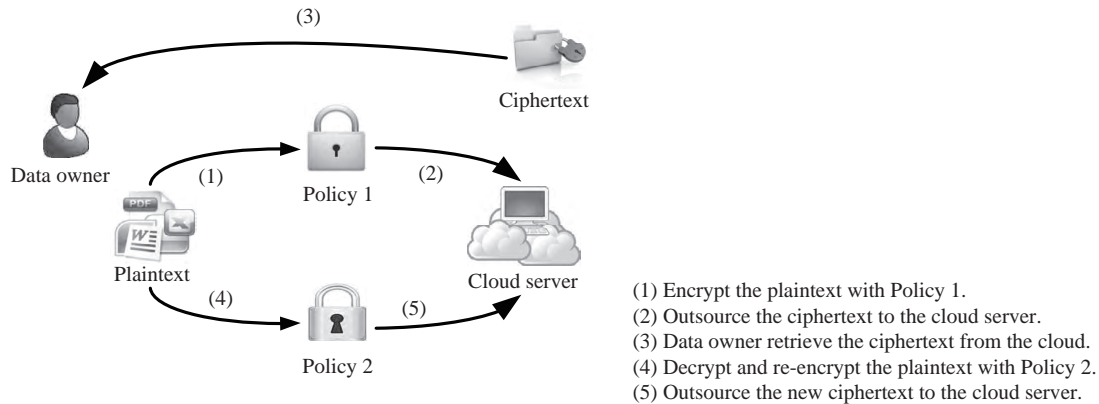 (3)
Ciphertext
Data owner
(1)
Policy 1
(2)
PDF
X
W
Plaintext
Cloud server
(4)
Policy 2
(5)
(1) Encrypt the plaintext with Policy 1.
(2) Outsource the ciphertext to the cloud server.
(3) Data owner retrieve the ciphertext from the cloud.
(4) Decrypt and re-encrypt the plaintext with Policy 2.
(5) Outsource the new ciphertext to the cloud server.